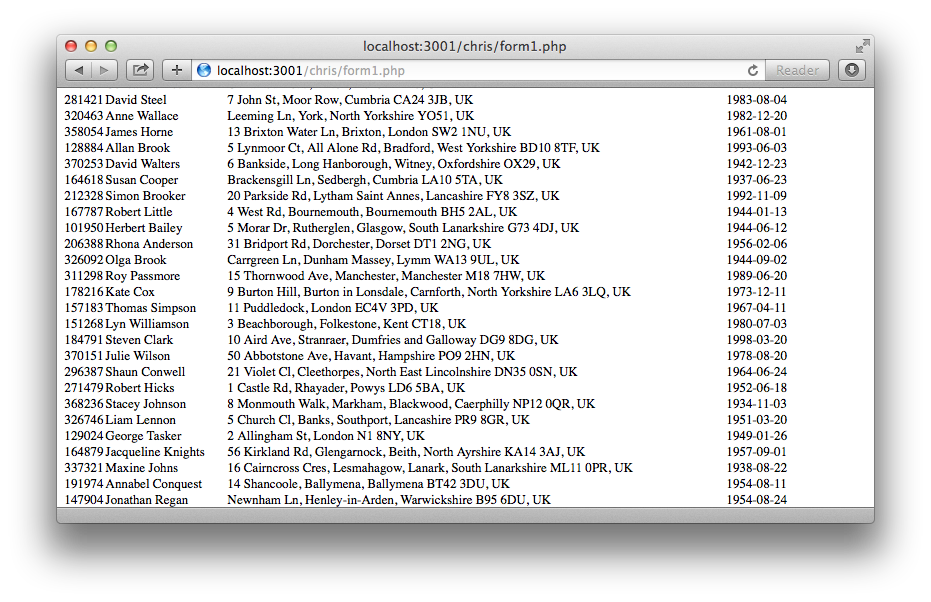 localhost:3001/chris/form1.php
localhost:3001/chris/form1.php Reader
281421 David Steel 7 John St, Moor Row, Cumbria CA24 3JB, UK 1983-08-04
320463 Anne Wallace Leeming Ln, York, North Yorkshire YO51, UK 1982-12-20
358054 James Horne 13 Brixton Water Ln, Brixton, London SW2 1NU, UK 1961-08-01
128884 Allan Brook 5 Lynmoor Ct, All Alone Rd, Bradford, West Yorkshire BD10 8TF, UK 1993-06-03
370253 David Walters 6 Bankside, Long Hanborough, Witney, Oxfordshire OX29, UK 1942-12-23
164618 Susan Cooper Brackensgill Ln, Sedbergh, Cumbria LA10 5TA, UK 1937-06-23
212328 Simon Brooker 20 Parkside Rd, Lytham Saint Annes, Lancashire FY8 3SZ, UK 1992-11-09
167787 Robert Little 4 West Rd, Bournemouth, Bournemouth BH5 2AL, UK 1944-01-13
101950 Herbert Bailey 5 Morar Dr, Rutherglen, Glasgow, South Lanarkshire G73 4DJ, UK 1944-06-12
206388 Rhona Anderson 31 Bridport Rd, Dorchester, Dorset DT1 2NG, UK 1956-02-06
326092 Olga Brook Carrgreen Ln, Dunham Massey, Lymm WA13 9UL, UK 1944-09-02
311298 Roy Passmore 15 Thornwood Ave, Manchester, Manchester M18 7HW, UK 1989-06-20
178216 Kate Cox 9 Burton Hill, Burton in Lonsdale, Carnforth, North Yorkshire LA6 3LQ, UK 1973-12-11
157183 Thomas Simpson 11 Puddledock, London EC4V 3PD, UK 1967-04-11
151268 Lyn Williamson 3 Beachborough, Folkestone, Kent CT18, UK 1980-07-03
184791 Steven Clark 10 Aird Ave, Stranraer, Dumfries and Galloway DG9 8DG, UK 1998-03-20
370151 Julie Wilson 50 Abbotstone Ave, Havant, Hampshire PO9 2HN, UK 1978-08-20
296387 Shaun Conwell 21 Violet Cl, Cleethorpes, North East Lincolnshire DN35 0SN, UK 1964-06-24
271479 Robert Hicks 1 Castle Rd, Rhayader, Powys LD6 5BA, UK 1952-06-18
368236 Stacey Johnson 8 Monmouth Walk, Markham, Blackwood, Caerphilly NP12 0QR, UK 1934-11-03
326746 Liam Lennon 5 Church Cl, Banks, Southport, Lancashire PR9 8GR, UK 1951-03-20
129024 George Tasker 2 Allingham St, London N1 8NY, UK 1949-01-26
164879 Jacqueline Knights 56 Kirkland Rd, Glengarnock, Beith, North Ayrshire KA14 3AJ, UK 1957-09-01
337321 Maxine Johns 16 Cairncross Cres, Lesmahagow, Lanark, South Lanarkshire ML11 0PR, UK 1938-08-22
191974 Annabel Conquest 14 Shancoole, Ballymena, Ballymena BT42 3DU, UK 1954-08-11
147904 Jonathan Regan Newnham Ln, Henley-in-Arden, Warwickshire B95 6DU, UK 1954-08-24